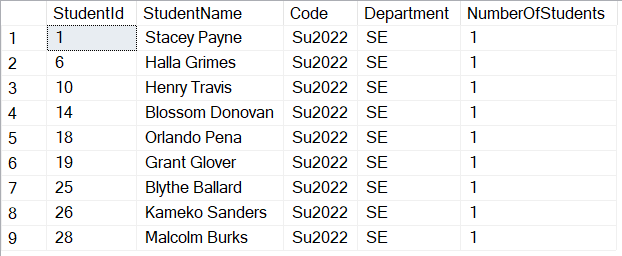 StudentId StudentName Code Department NumberOfStudents
1 1 Stacey Payne Su2022 SE 1
2 6 Halla Grimes Su2022 SE 1
3 10 Henry Travis Su2022 SE 1
4 14 Blossom Donovan Su2022 SE 1
5 18 Orlando Pena Su2022 SE 1
6 19 Grant Glover Su2022 SE 1
7 25 Blythe Ballard Su2022 SE 1
8 26 Kameko Sanders Su2022 SE 1
9 28 Malcolm Burks Su2022 SE 1